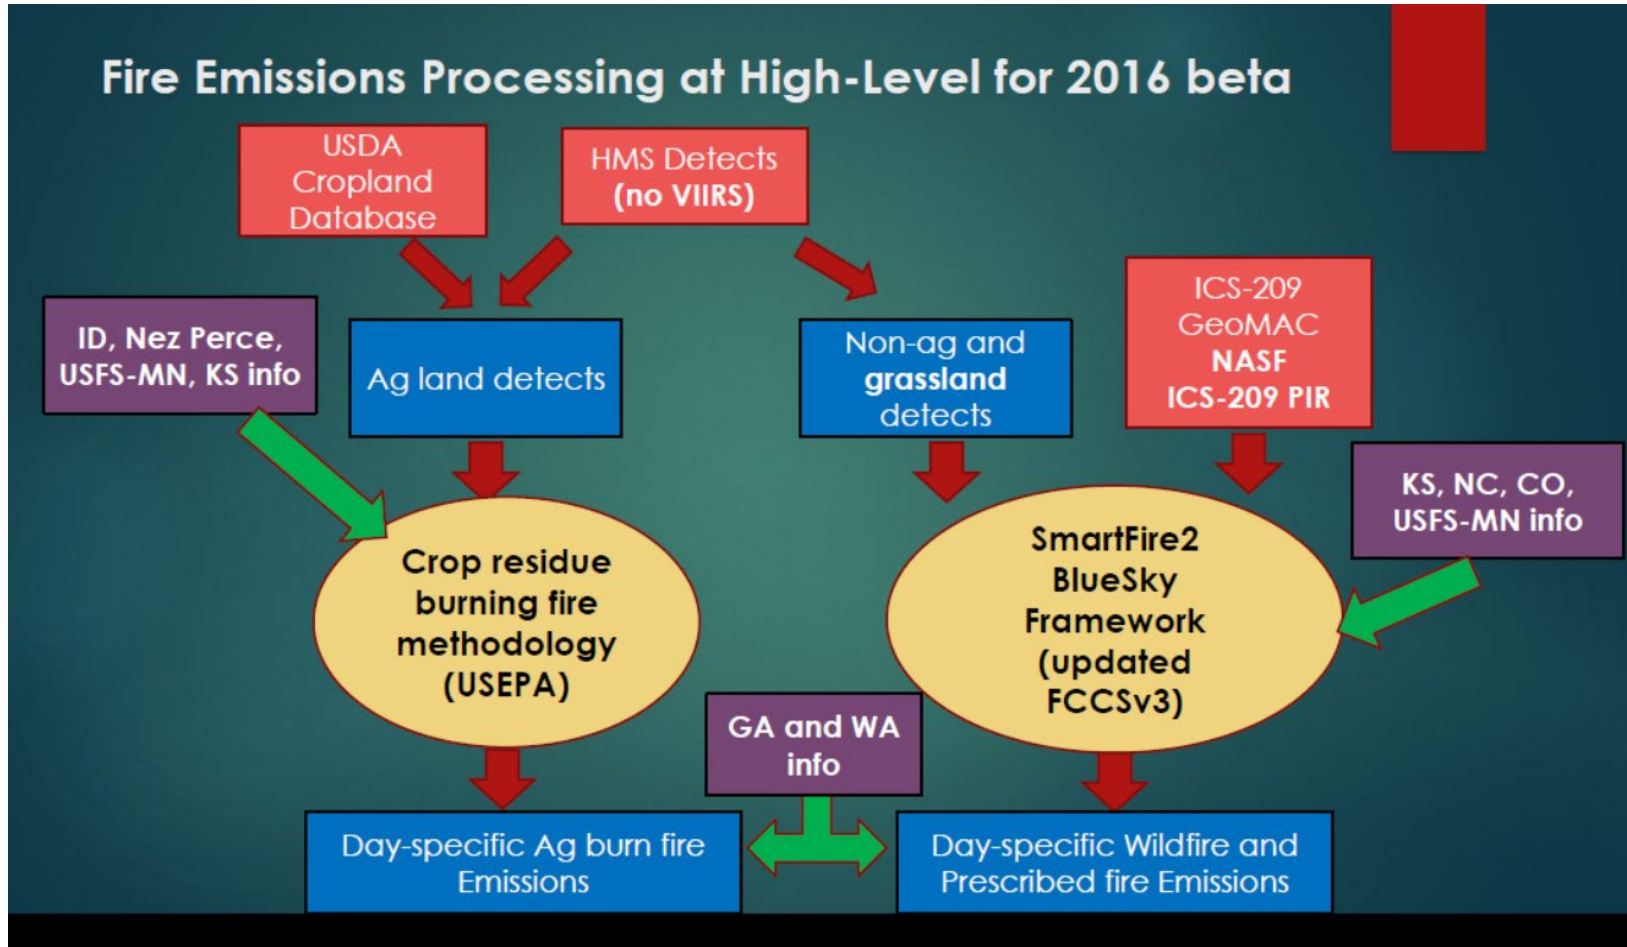 Fire Emissions Processing at High-Level for 2016 beta
USDA
Cropland
Database
HMS Detects
(no VIIRS)
ICS-209
GeoMAC
NASF
ICS-209 PIR
ID, Nez Perce,
USFS-MN, KS info
Ag land detects
Non-ag and
grassland
detects
KS, NC, CO,
USFS-MN info
Crop residue
burning fire
methodology
(USEPA)
SmartFire2
BlueSky
Framework
(updated
FCCSv3)
GA and WA
info
Day-specific Ag burn fire
Emissions
Day-specific Wildfire and
Prescribed fire Emissions